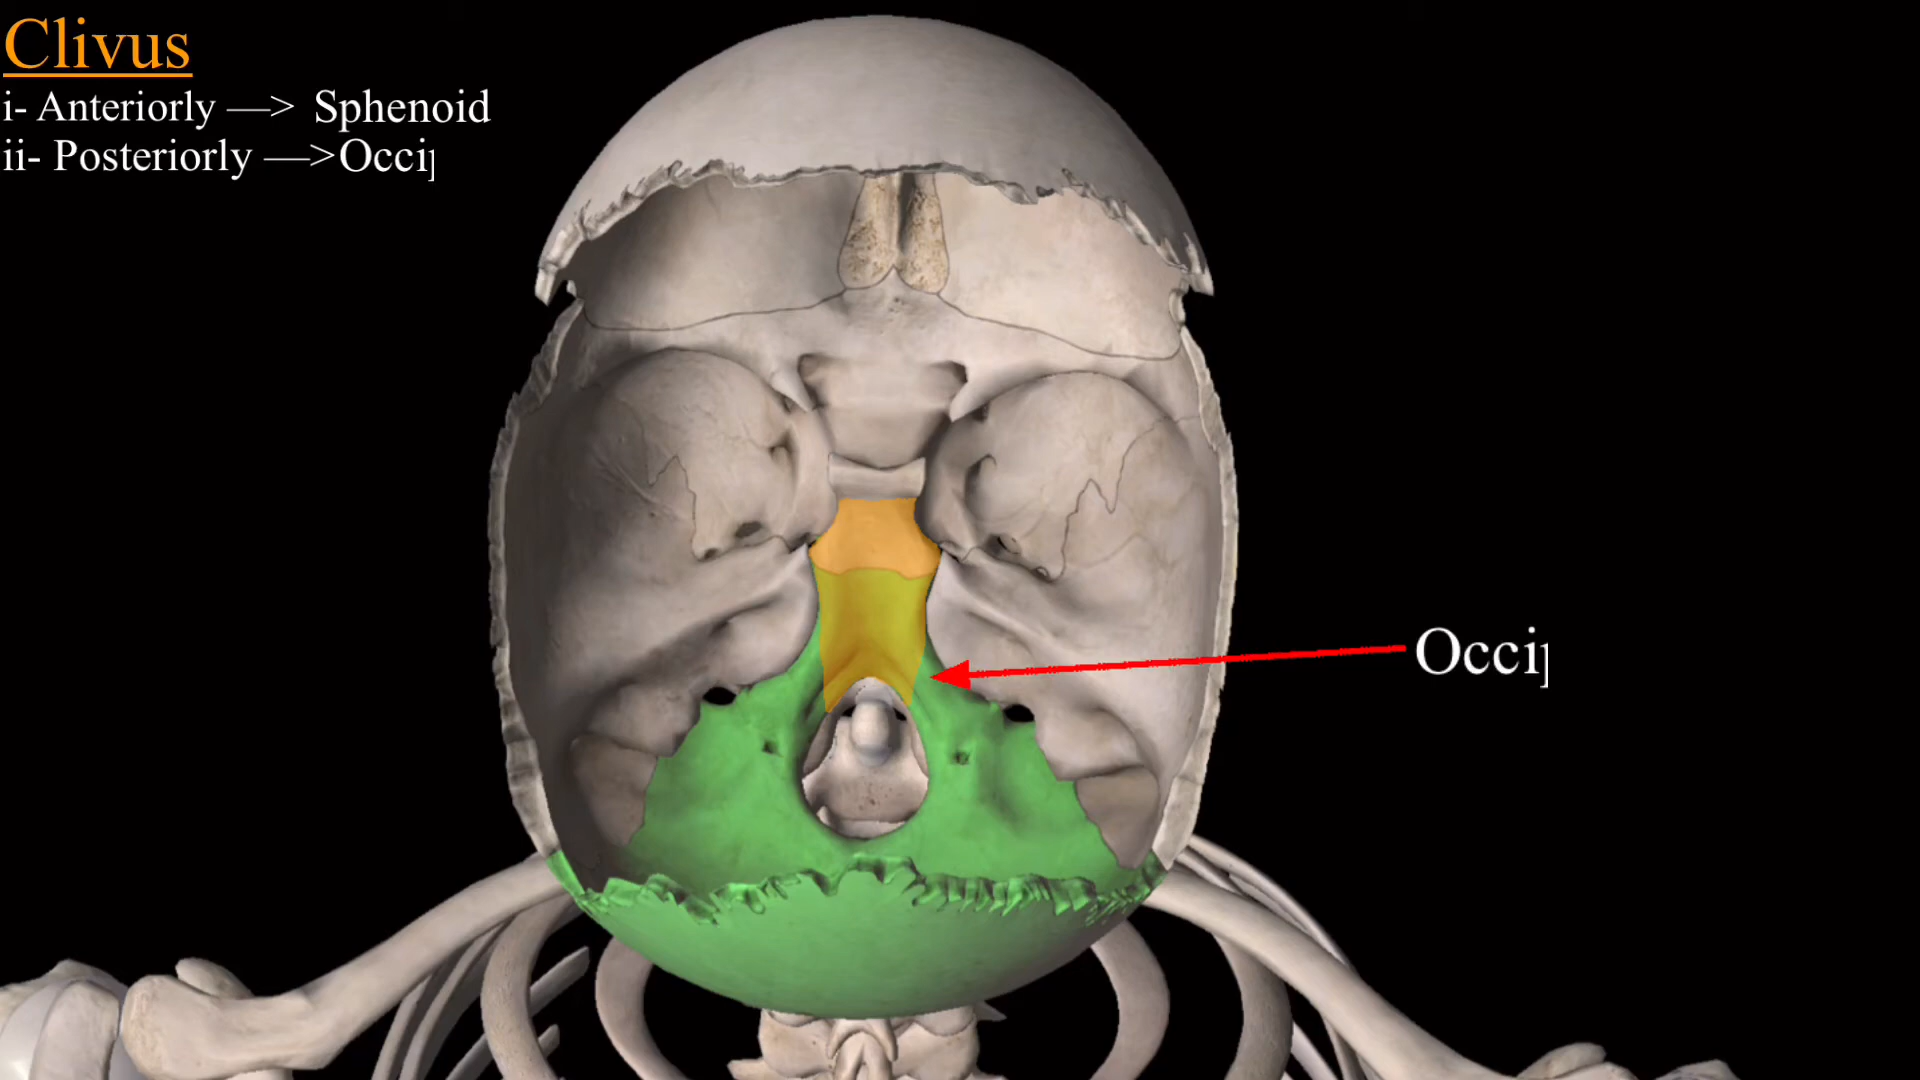 Clivus
i- Anteriorly —> Sphenoid
ii- Posteriorly —>Occi
Occi